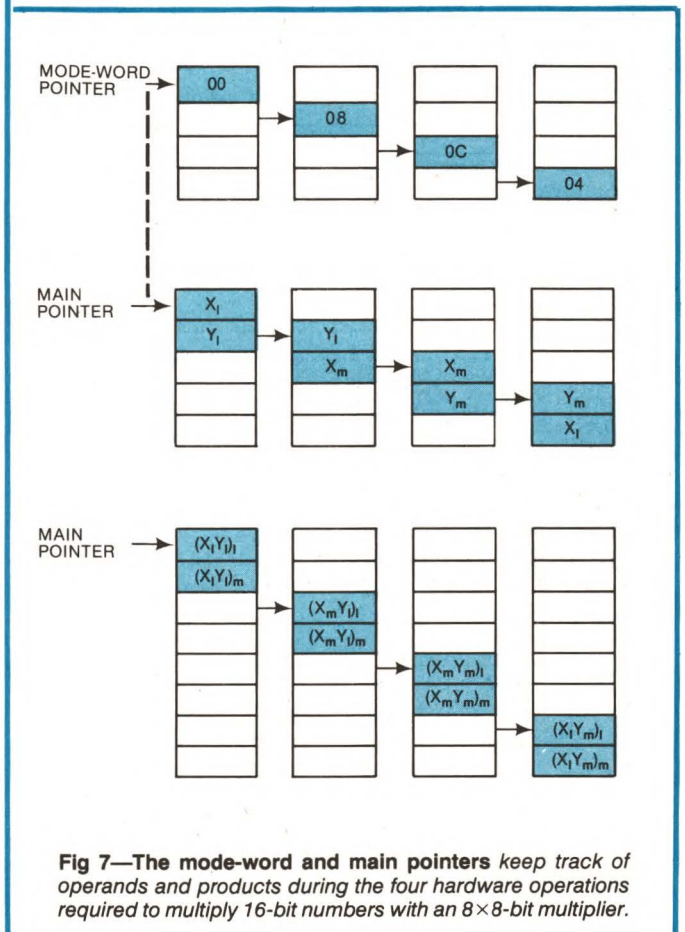 MODE-WORD
POINTER
00
08
0C
04
MAIN
POINTER
Xl
Yl
Yl
Xm
Xm
Ym
Ym
Xl
MAIN
POINTER
(XlYl)l
(XlYl)m
(XmYl)l
(XmYl)m
(XmYm)l
(XmYm)m
(XlYm)l
(XlYm)m
Fig 7—The mode-word and main pointers keep track of
operands and products during the four hardware operations
required to multiply 16-bit numbers with an 8×8-bit multiplier.